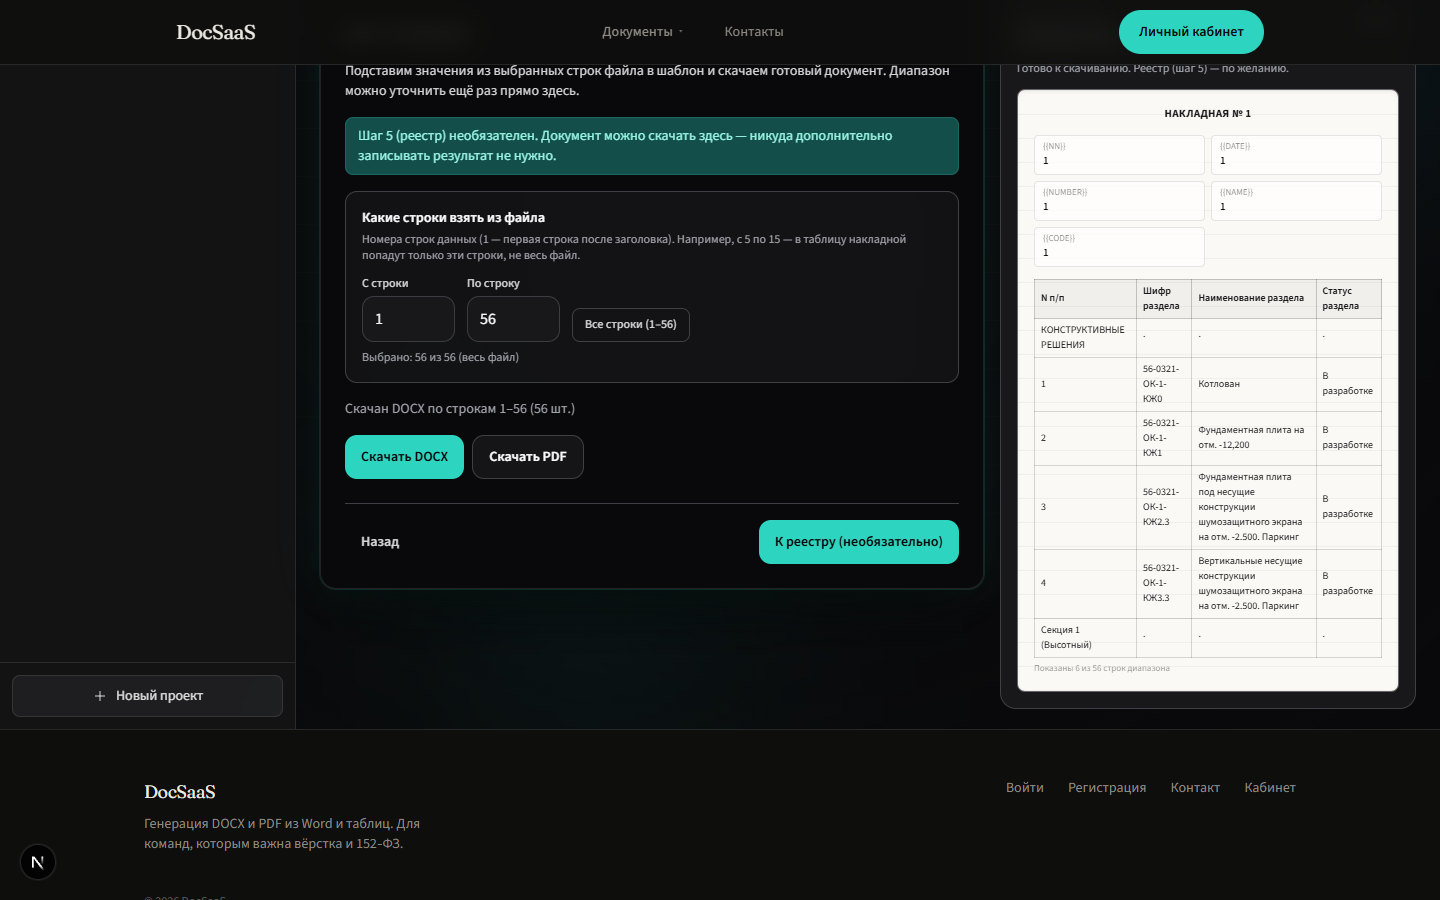 DocSaaS
Документы
Контакты
Личный кабинет
Подставим значения из выбранных строк файла в шаблон и скачаем готовый документ. Диапазон
можно уточнить ещё раз прямо здесь.
Шаг 5 (реестр) необязателен. Документ можно скачать здесь — никуда дополнительно
записывать результат не нужно.
Какие строки взять из файла
Номера строк данных (1 — первая строка после заголовка). Например, с 5 по 15 — в таблицу накладной
попадут только эти строки, не весь файл.
С строки
По строку
1
56
Все строки (1–56)
Выбрано: 56 из 56 (весь файл)
Скачан DOCX по строкам 1–56 (56 шт.)
Скачать DOCX
Скачать PDF
Назад
К реестру (необязательно)
Готово к скачиванию. Реестр (шаг 5) — по желанию.
НАКЛАДНАЯ № 1
{{NN}}
1
{{DATE}}
1
{{NUMBER}}
1
{{NAME}}
1
{{CODE}}
1
N п/п
Шифр
раздела
Наименование раздела
Статус
раздела
КОНСТРУКТИВНЫЕ
РЕШЕНИЯ
.
.
.
1
56-0321-
ОК-1-
КЖ0
Котлован
В
разработке
2
56-0321-
ОК-1-
КЖ1
Фундаментная плита на
отм. -12,200
В
разработке
3
56-0321-
ОК-1-
КЖ2.3
Фундаментная плита
под несущие
конструкции
шумозащитного экрана
на отм. -2.500. Паркинг
В
разработке
4
56-0321-
ОК-1-
КЖ3.3
Вертикальные несущие
конструкции
шумозащитного экрана
на отм. -2.500. Паркинг
В
разработке
Секция 1
(Высотный)
.
.
.
Показаны 6 из 56 строк диапазона
+ Новый проект
DocSaaS
Генерация DOCX и PDF из Word и таблиц. Для
команд, которым важна вёрстка и 152-ФЗ.
Войти
Регистрация
Контакт
Кабинет
N
© 2026 DocSaaS